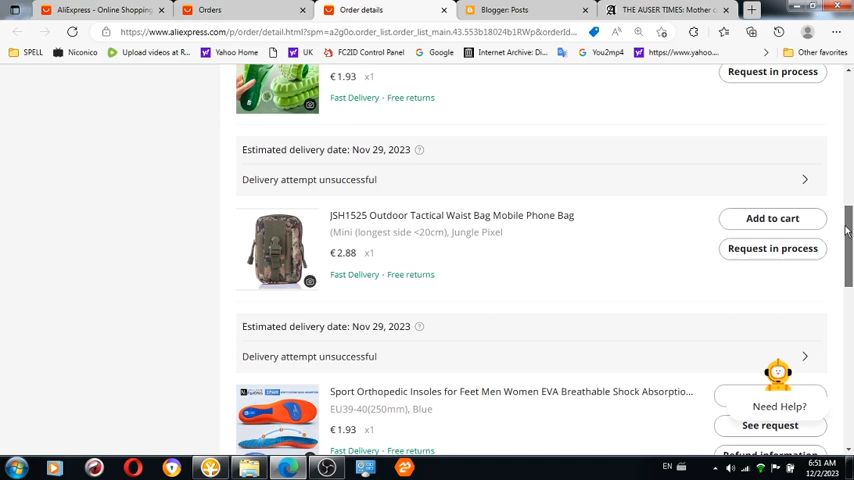 AliExpress - Online Shopping
Orders
Order details
Blogger: Posts
THE AUSER TIMES: Mother c
https://www.aliexpress.com/p/order/detail.html?spm=a2g0o.order_list.order_list_main.43.553b18024b1RWp&orderId...
SPELL
Niconico
Upload videos at R...
Yahoo Home
UK
FC2ID Control Panel
Google
Internet Archive: Di...
You2mp4
https://www.yahoo....
Other favorites
€ 1.93 x1
Request in process
Fast Delivery · Free returns
Estimated delivery date: Nov 29, 2023
Delivery attempt unsuccessful
JSH1525 Outdoor Tactical Waist Bag Mobile Phone Bag
Add to cart
(Mini (longest side <20cm), Jungle Pixel
€ 2.88 x1
Request in process
Fast Delivery · Free returns
Estimated delivery date: Nov 29, 2023
Delivery attempt unsuccessful
Sport Orthopedic Insoles for Feet Men Women EVA Breathable Shock Absorptio...
Need Help?
EU39-40(250mm), Blue
€ 1.93 x1
See request
Fast Delivery · Free returns
Refund information
EN
6:51 AM
12/2/2023